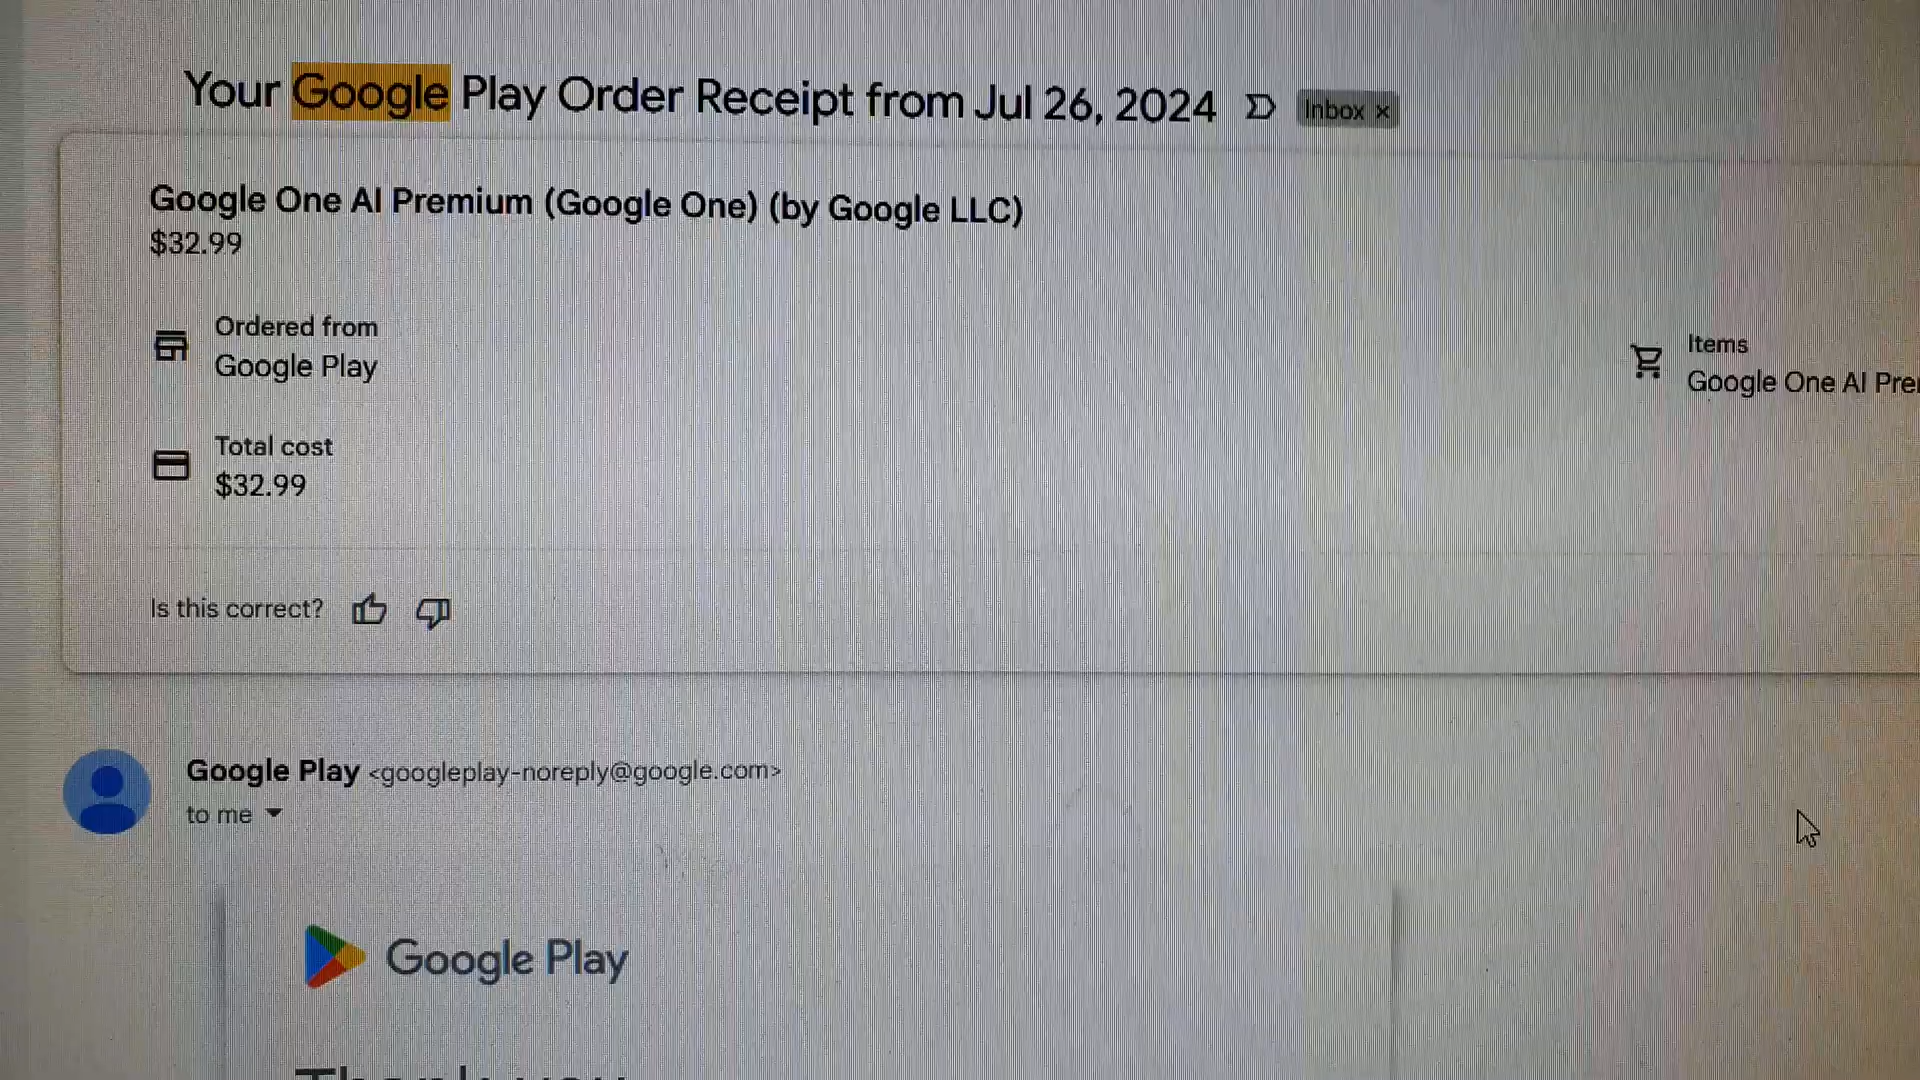 Your Google Play Order Receipt from Jul 26, 2024 Inbox x
Google One AI Premium (Google One) (by Google LLC)
$32.99
Ordered from
Google Play
Items
Google One AI Prem
Total cost
$32.99
Is this correct?
Google Play <googleplay-noreply@google.com>
to me
Google Play